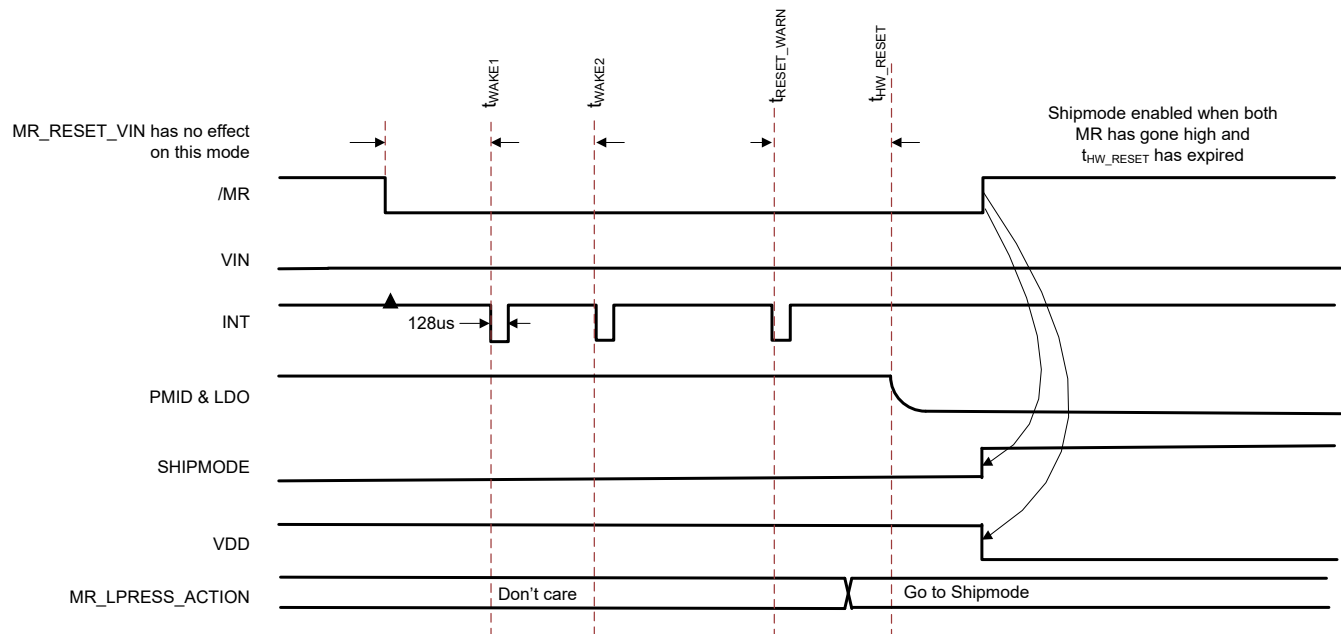 tWAKE1
tWAKE2
tRESET_WARN
tHW_RESET
MR_RESET_VIN has no effect
on this mode
Shipmode enabled when both
MR has gone high and
tHW_RESET has expired
/MR
VIN
INT
128us
PMID & LDO
SHIPMODE
VDD
MR_LPRESS_ACTION
Don't care
Go to Shipmode